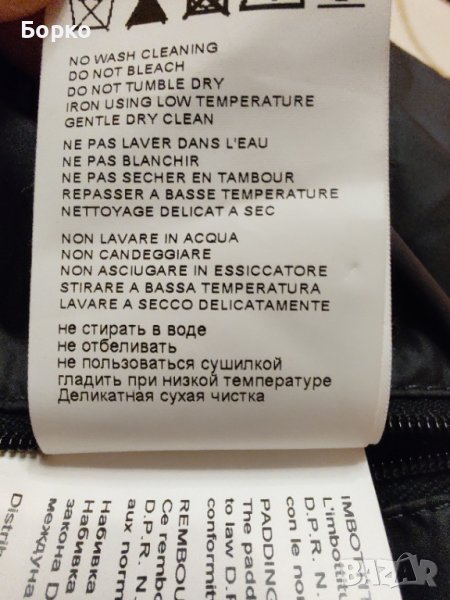 Борко
NO WASH CLEANING
DO NOT BLEACH
DO NOT TUMBLE DRY
IRON USING LOW TEMPERATURE
GENTLE DRY CLEAN
NE PAS LAVER DANS L'EAU
NE PAS BLANCHIR
NE PAS SECHER EN TAMBOUR
REPASSER A BASSE TEMPERATURE
NETTOYAGE DELICAT A SEC
NON LAVARE IN ACQUA
NON CANDEGGIARE
NON ASCIUGARE IN ESSICCATORE
STIRARE A BASSA TEMPERATURA
LAVARE A SECCO DELICATAMENTE
не стирать в воде
не отбеливать
не пользоваться сушилкой
гладить при низкой температуре
Деликатная сухая чистка
L'imbottit
con le no
PADDING
The padd
to law D.
conformit
REMBOU
Ce rembo
D.P.R. N.
aux norm
Набивка
Набивка
закона D
междуна
Distrib
BAZAR